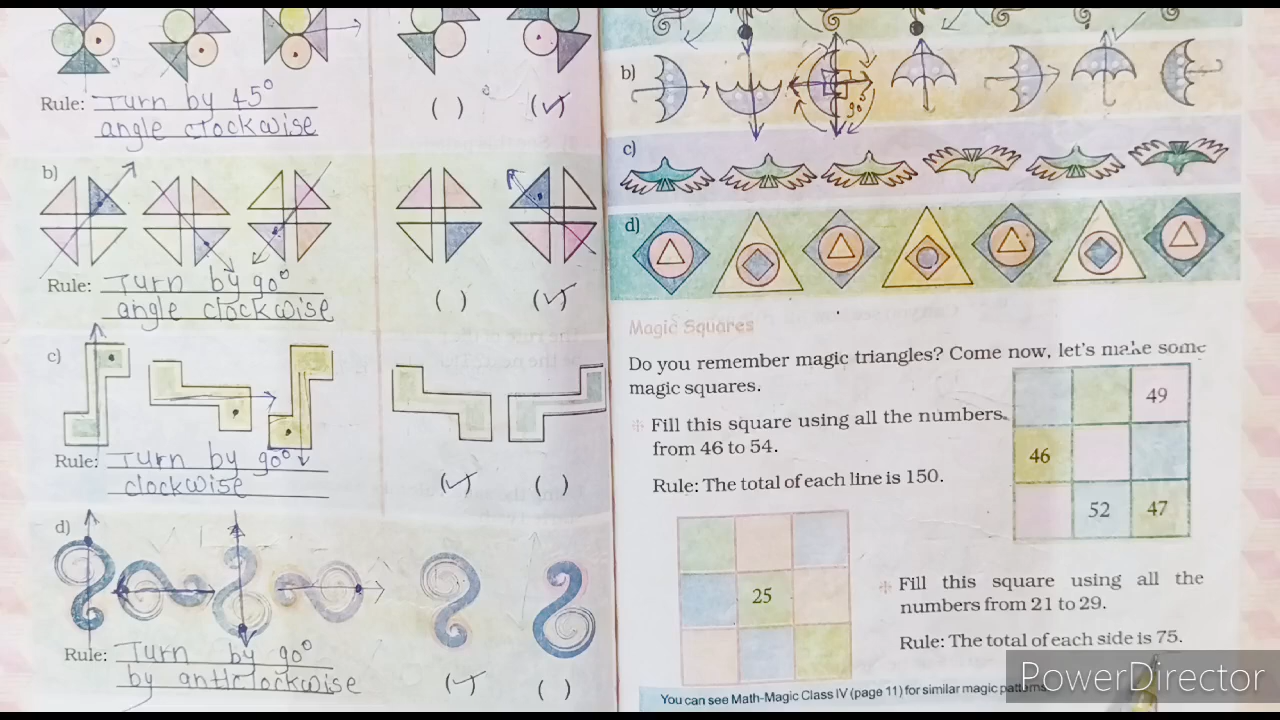 Rule: Turn by 45°
angle clockwise
( ) (✓)
b)
Rule: Turn by 90°
angle clockwise
( ) (✓)
c)
Rule: Turn by 90°
clockwise
(✓) ( )
d)
Rule: Turn by 90°
by anticlockwise
(✓) ( )
b)
90°
c)
d)
Magic Squares
Do you remember magic triangles? Come now, let's make some
magic squares.
Fill this square using all the numbers
from 46 to 54.
Rule: The total of each line is 150.
49
46
52 47
25
Fill this square using all the
numbers from 21 to 29.
Rule: The total of each side is 75.
You can see Math-Magic Class IV (page 11) for similar magic
PowerDirector